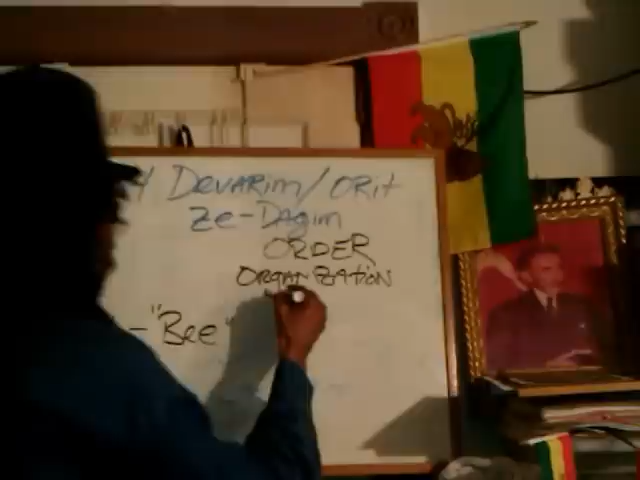 Devarim/ORit
Ze-Dagim
ORDER
ORGANIZATION
-"Bee"